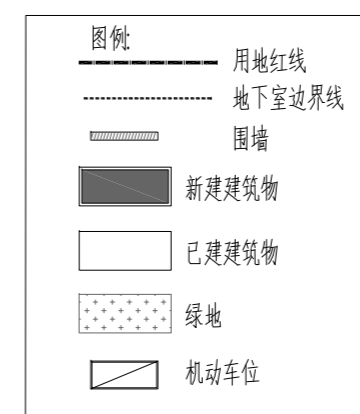 图例:
用地红线
地下室边界线
围墙
新建建筑物
已建建筑物
绿地
机动车位